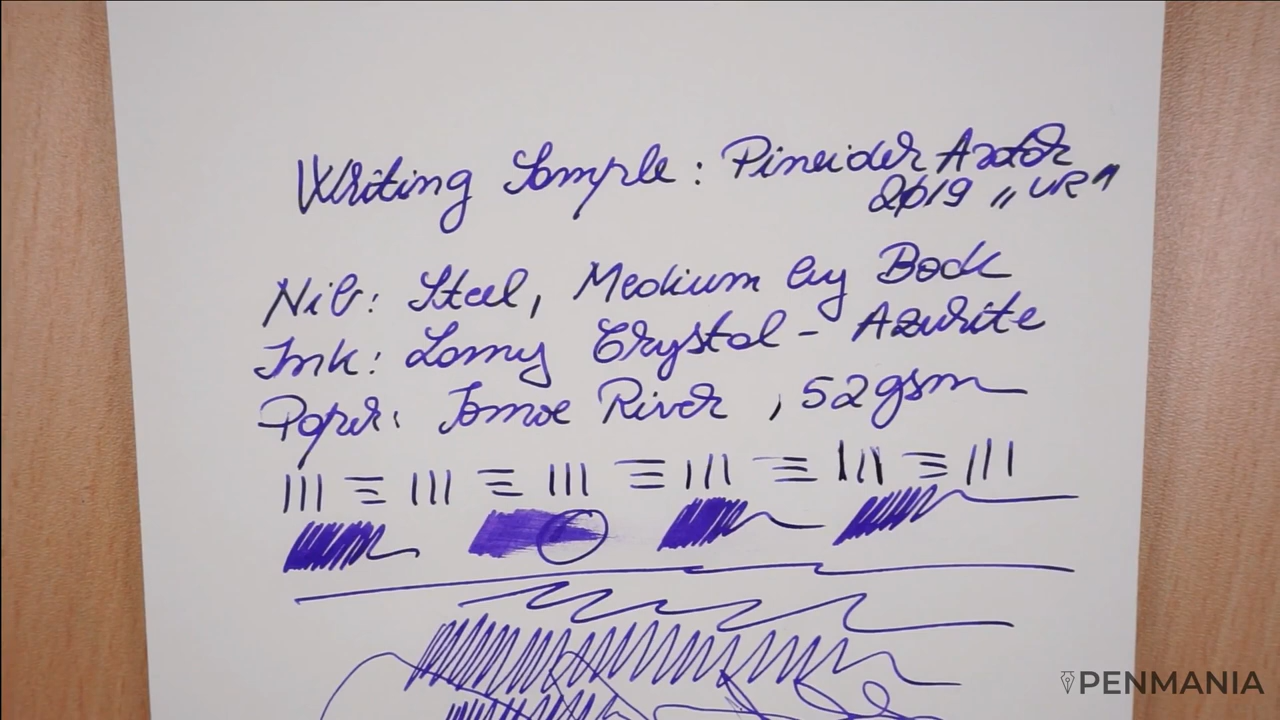 Writing Sample: Pineider Avatar
2019 „UR"
Nib: Steel, Medium by Bock
Ink: Lamy Crystal - Azurite
Paper: Tomoe River, 52gsm
PENMANIA